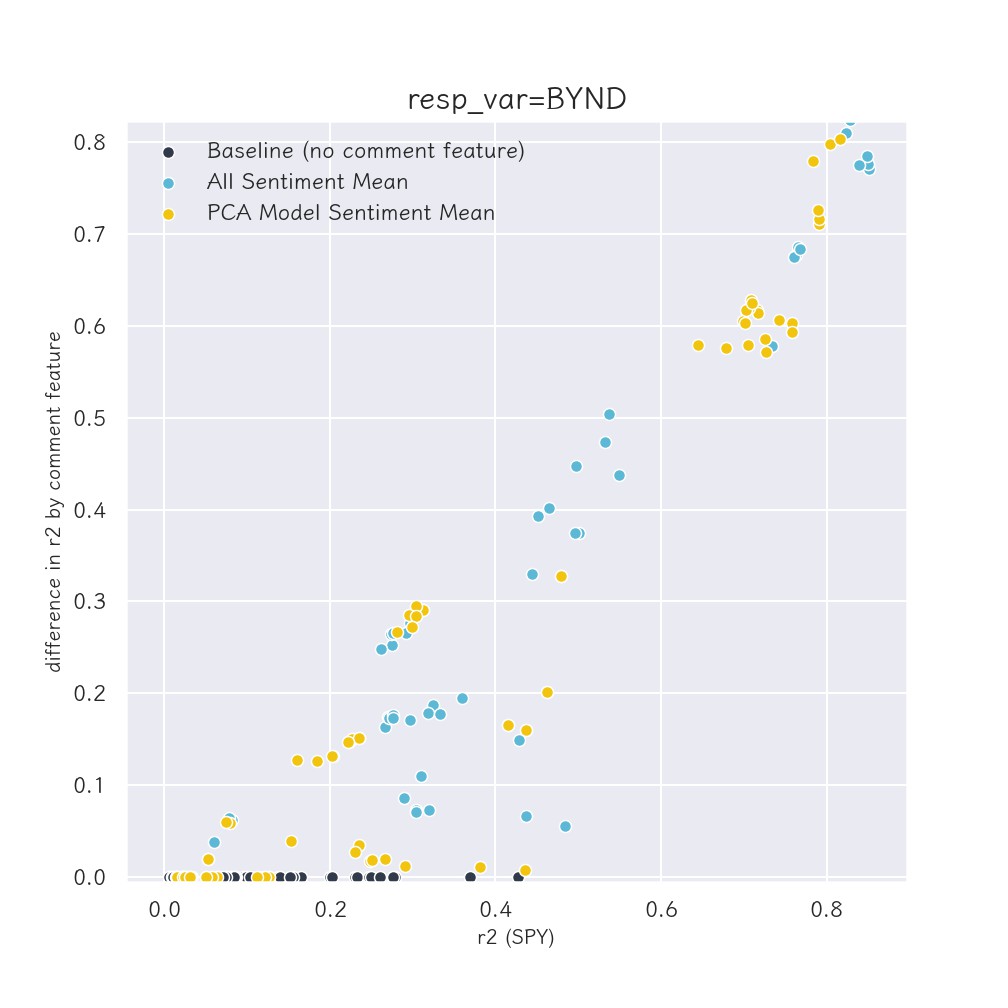 resp_var=BYND
Baseline (no comment feature)
All Sentiment Mean
PCA Model Sentiment Mean
difference in r2 by comment feature
0.8
0.7
0.6
0.5
0.4
0.3
0.2
0.1
0.0
0.0 0.2 0.4 0.6 0.8
r2 (SPY)